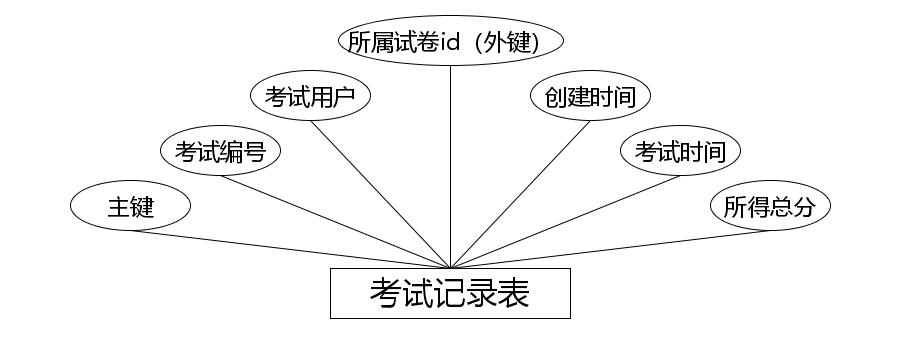 所属试卷id（外键）
考试用户
创建时间
考试编号
考试时间
主键
所得总分
考试记录表